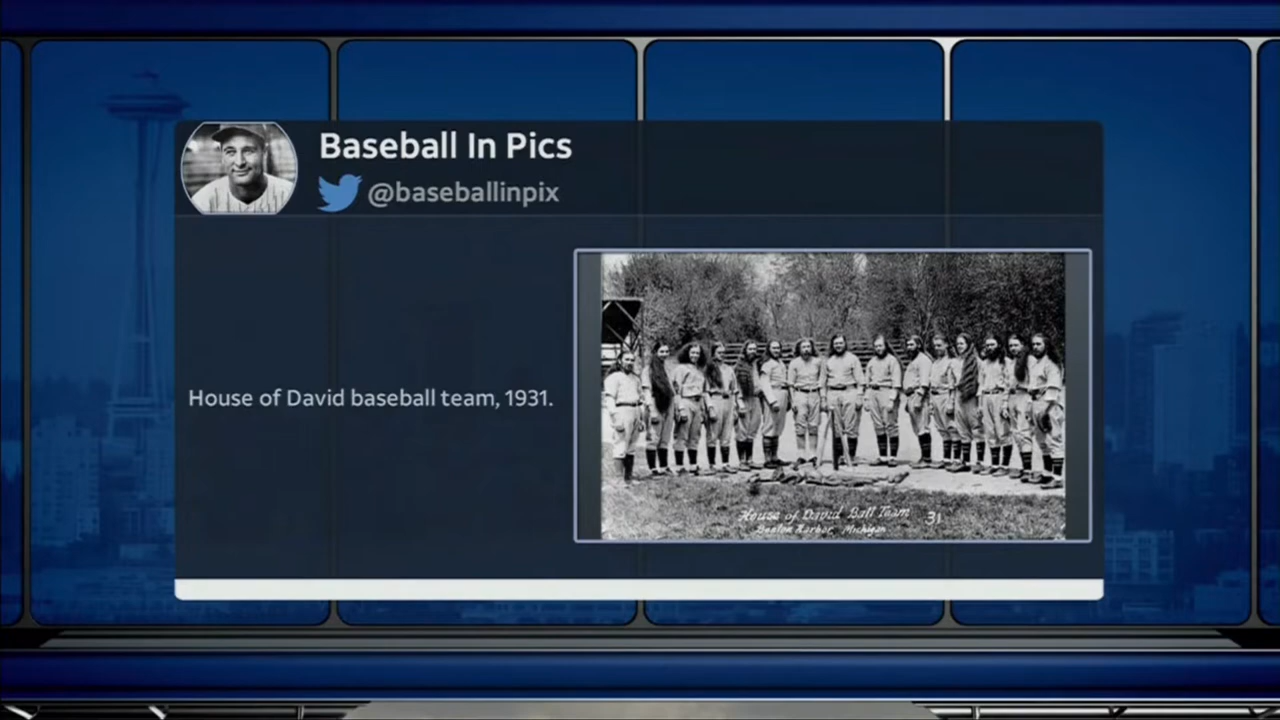 Baseball In Pics
@baseballinpix
House of David baseball team, 1931.
House of David Ball Team 31
Benton Harbor, Michigan